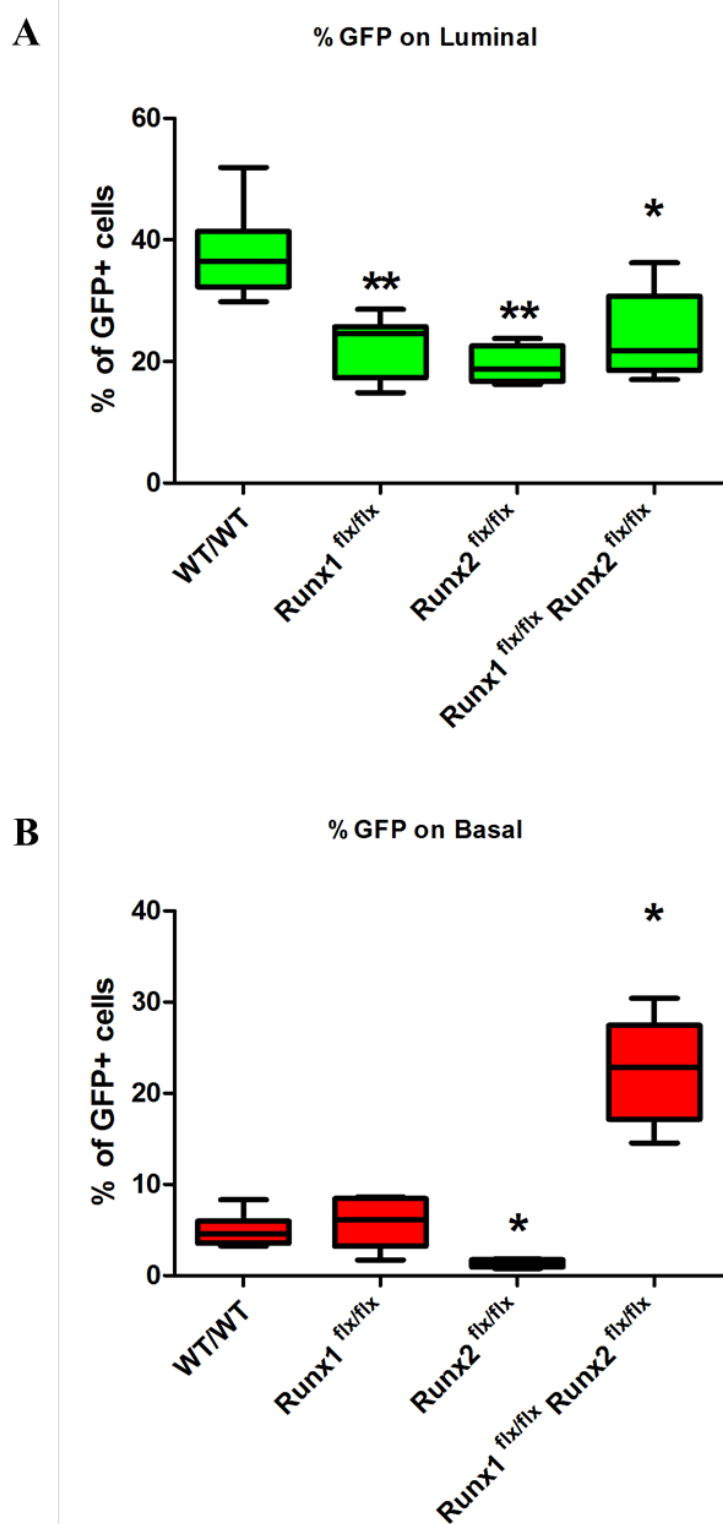 A
% GFP on Luminal
% of GFP+ cells
60
40
20
0
**
**
*
WT/WT
Runx1 flx/flx
Runx2 flx/flx
Runx1 flx/flx Runx2 flx/flx
B
% GFP on Basal
% of GFP+ cells
40
30
20
10
0
*
*
WT/WT
Runx1 flx/flx
Runx2 flx/flx
Runx1 flx/flx Runx2 flx/flx